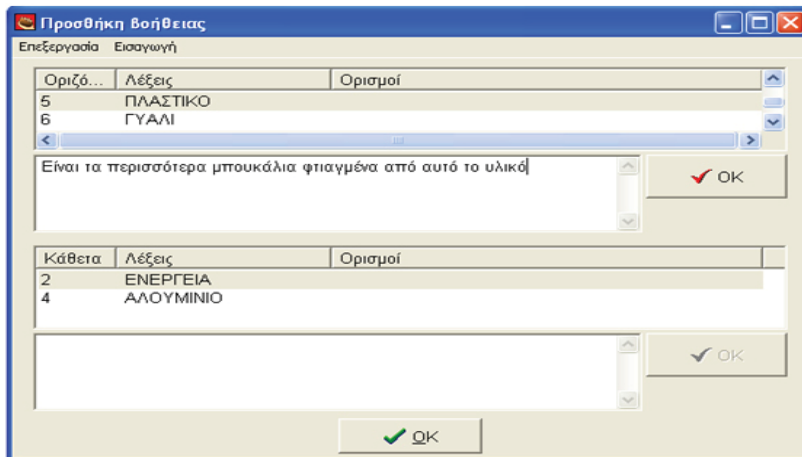 Προσθήκη βοήθειας
Επεξεργασία Εισαγωγή
Οριζό... Λέξεις Ορισμοί
5 ΠΛΑΣΤΙΚΟ
6 ΓΥΑΛΙ
Είναι τα περισσότερα μπουκάλια φτιαγμένα από αυτό το υλικό
OK
Κάθετα Λέξεις Ορισμοί
2 ΕΝΕΡΓΕΙΑ
4 ΑΛΟΥΜΙΝΙΟ
OK
OK